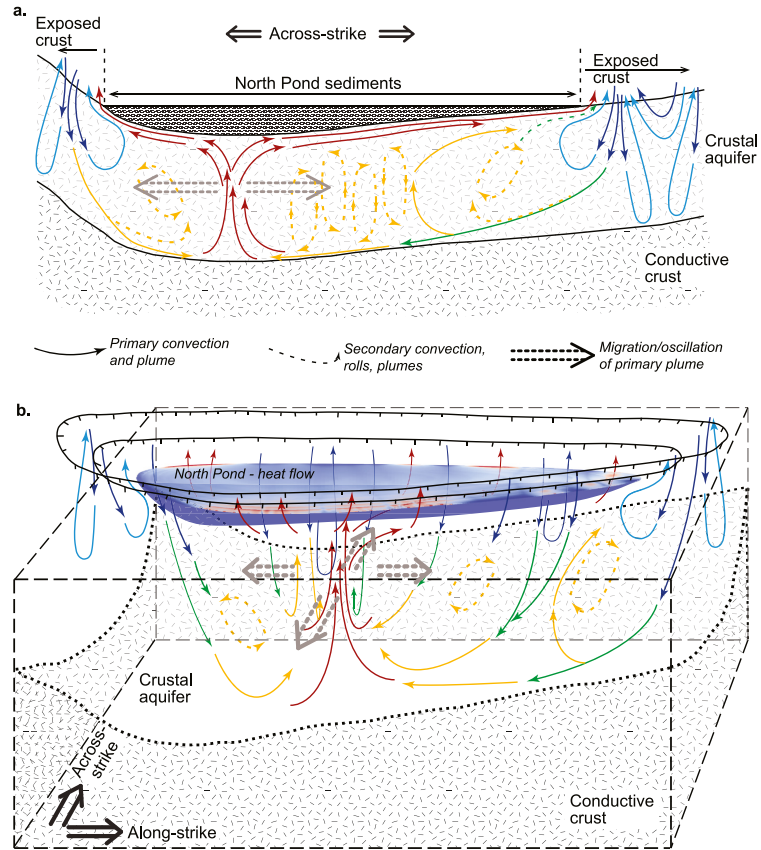 a.
Exposed
crust
Across-strike
Exposed
crust
North Pond sediments
Crustal
aquifer
Conductive
crust
Primary convection
and plume
Secondary convection,
rolls, plumes
Migration/oscillation
of primary plume
b.
North Pond - heat flow
Crustal
aquifer
Across-
strike
Along-strike
Conductive
crust